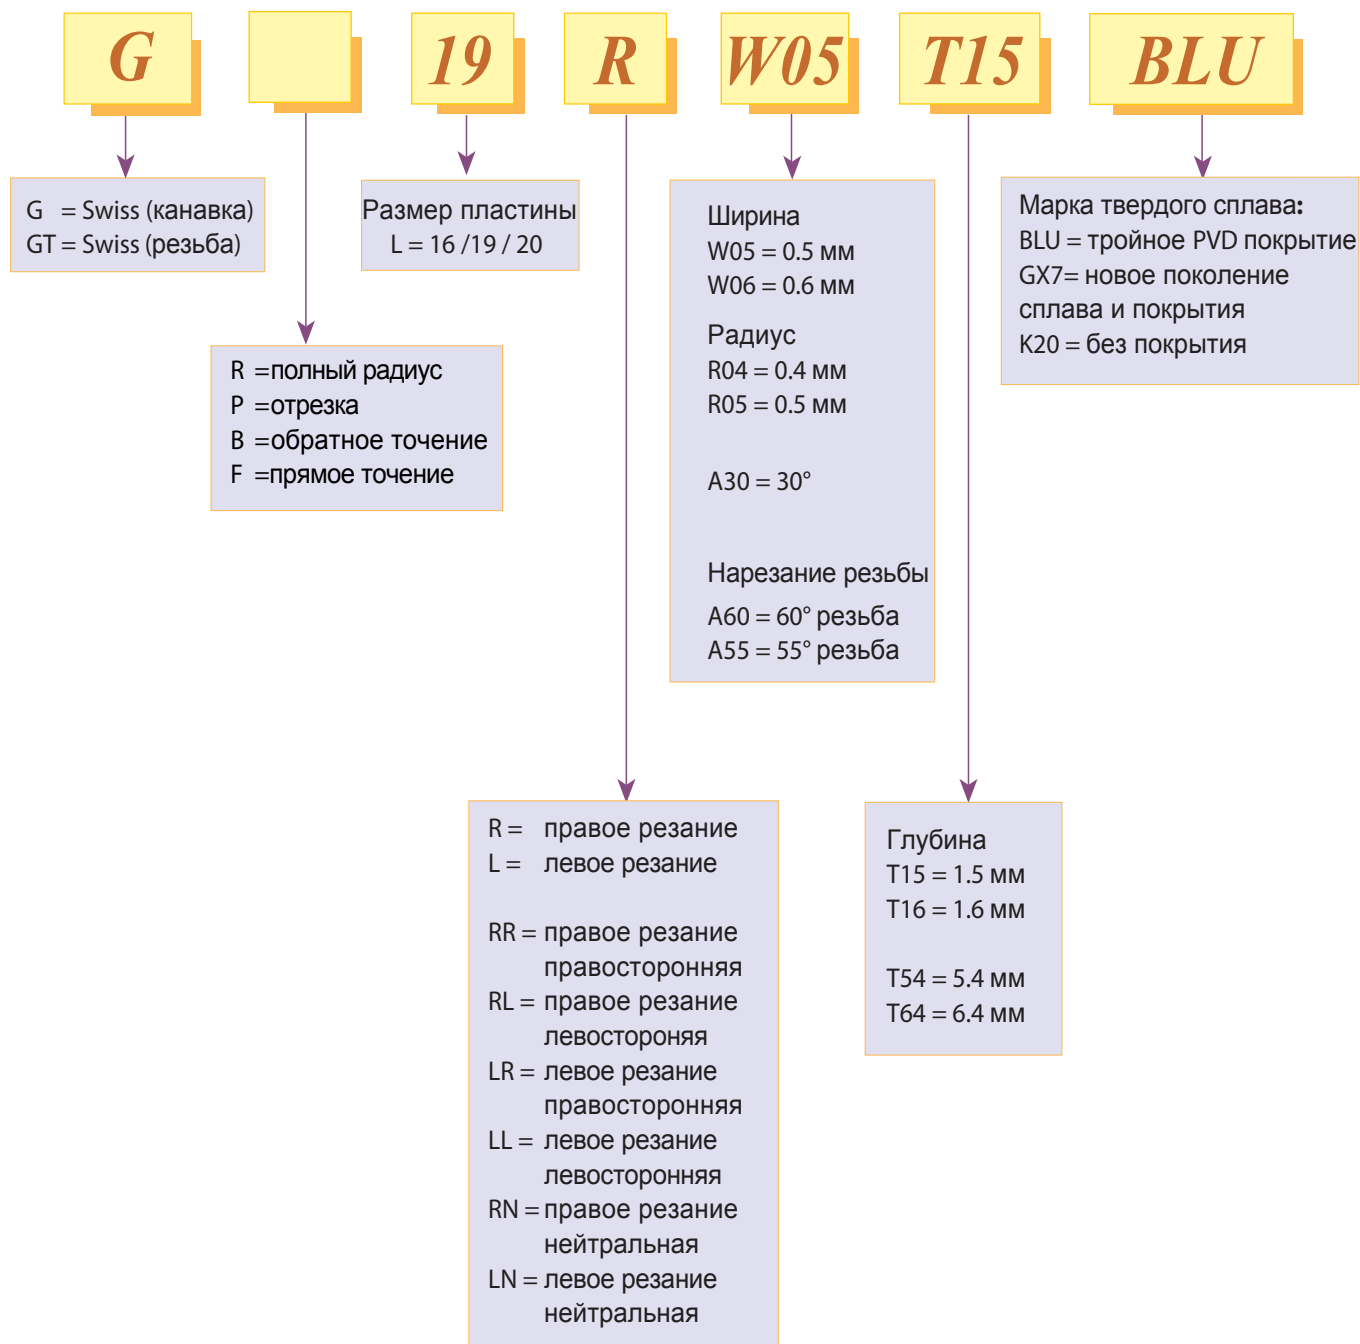 G 19 R W05 T15 BLU
G = Swiss (канавка)
GT = Swiss (резьба)
R =полный радиус
P =отрезка
B =обратное точение
F =прямое точение
Размер пластины
L = 16 /19 / 20
R = правое резание
L = левое резание
RR = правое резание
правосторонняя
RL = правое резание
левостороняя
LR = левое резание
правосторонняя
LL = левое резание
левосторонняя
RN = правое резание
нейтральная
LN = левое резание
нейтральная
Ширина
W05 = 0.5 мм
W06 = 0.6 мм
Радиус
R04 = 0.4 мм
R05 = 0.5 мм
A30 = 30°
Нарезание резьбы
A60 = 60° резьба
A55 = 55° резьба
Глубина
T15 = 1.5 мм
T16 = 1.6 мм
T54 = 5.4 мм
T64 = 6.4 мм
Марка твердого сплава:
BLU = тройное PVD покрытие
GX7= новое поколение
сплава и покрытия
K20 = без покрытия